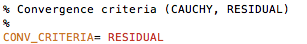 % Convergence criteria (CAUCHY, RESIDUAL)
%
CONV_CRITERIA= RESIDUAL